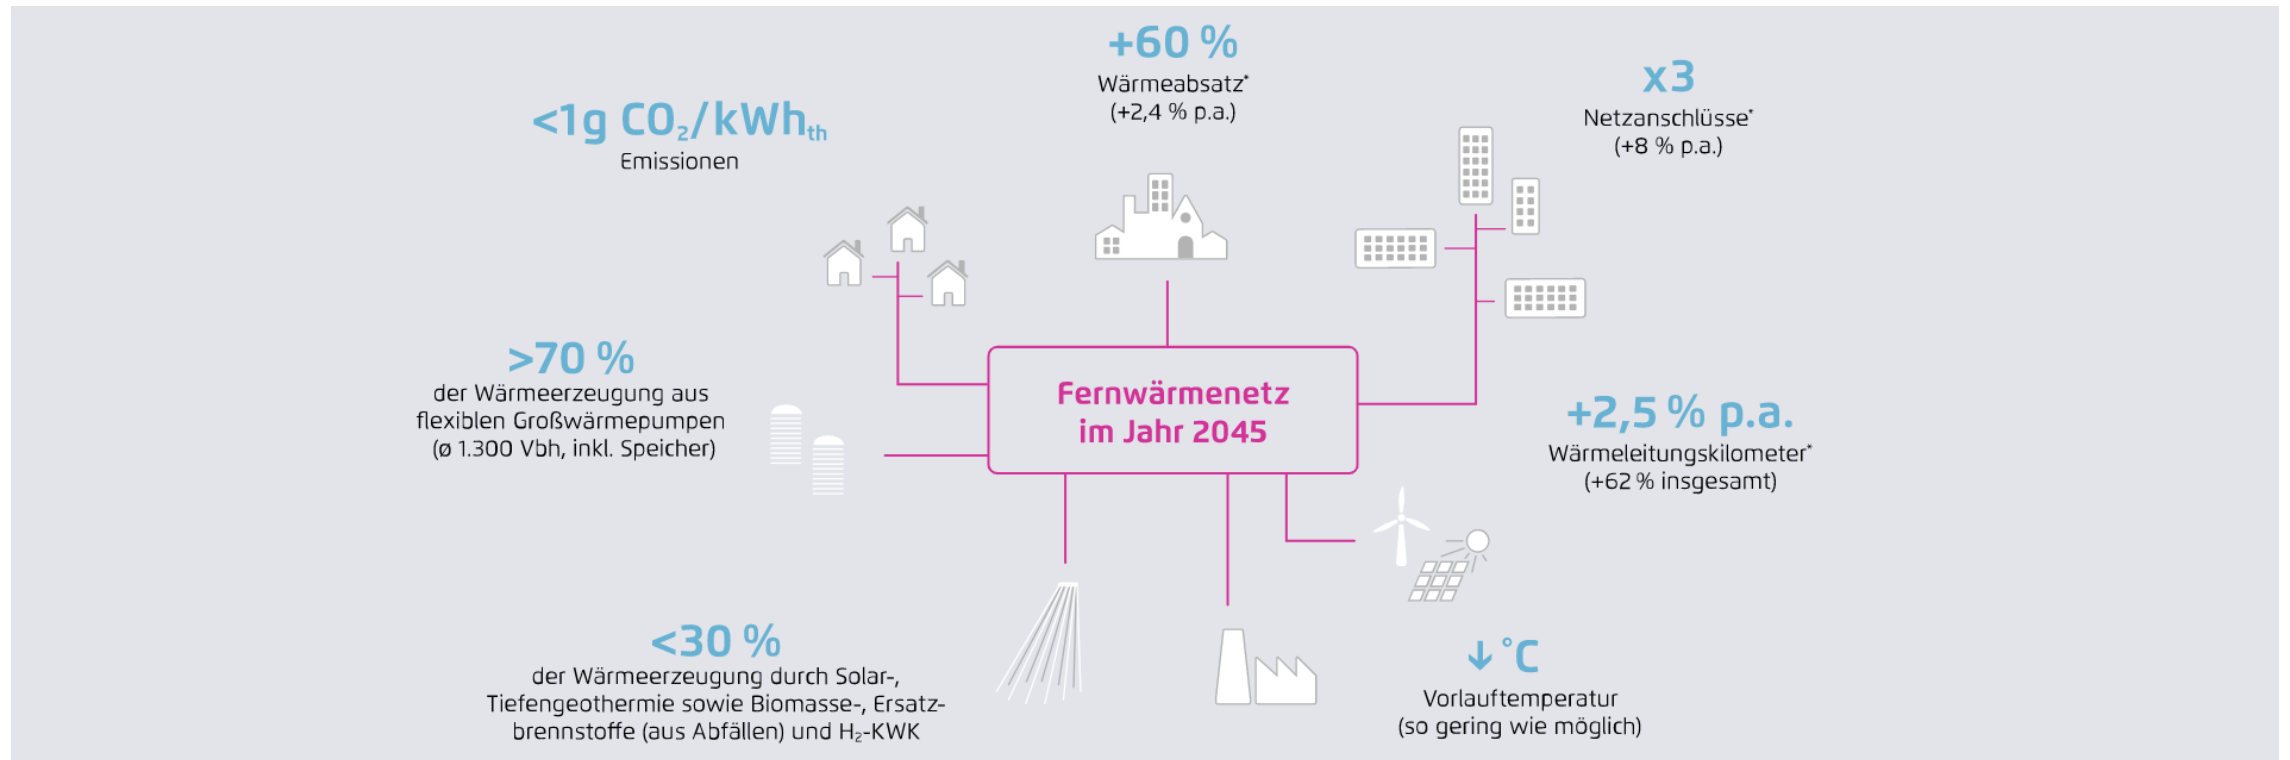 +60 %
Wärmeabsatz*
(+2,4 % p.a.)
x3
Netzanschlüsse*
(+8 % p.a.)
<1g CO₂/kWhth
Emissionen
>70 %
der Wärmeerzeugung aus
flexiblen Großwärmepumpen
(ø 1.300 Vbh, inkl. Speicher)
Fernwärmenetz
im Jahr 2045
+2,5 % p.a.
Wärmeleitungskilometer*
(+62 % insgesamt)
<30 %
der Wärmeerzeugung durch Solar-,
Tiefengeothermie sowie Biomasse-, Ersatz-
brennstoffe (aus Abfällen) und H₂-KWK
↓ °C
Vorlauftemperatur
(so gering wie möglich)